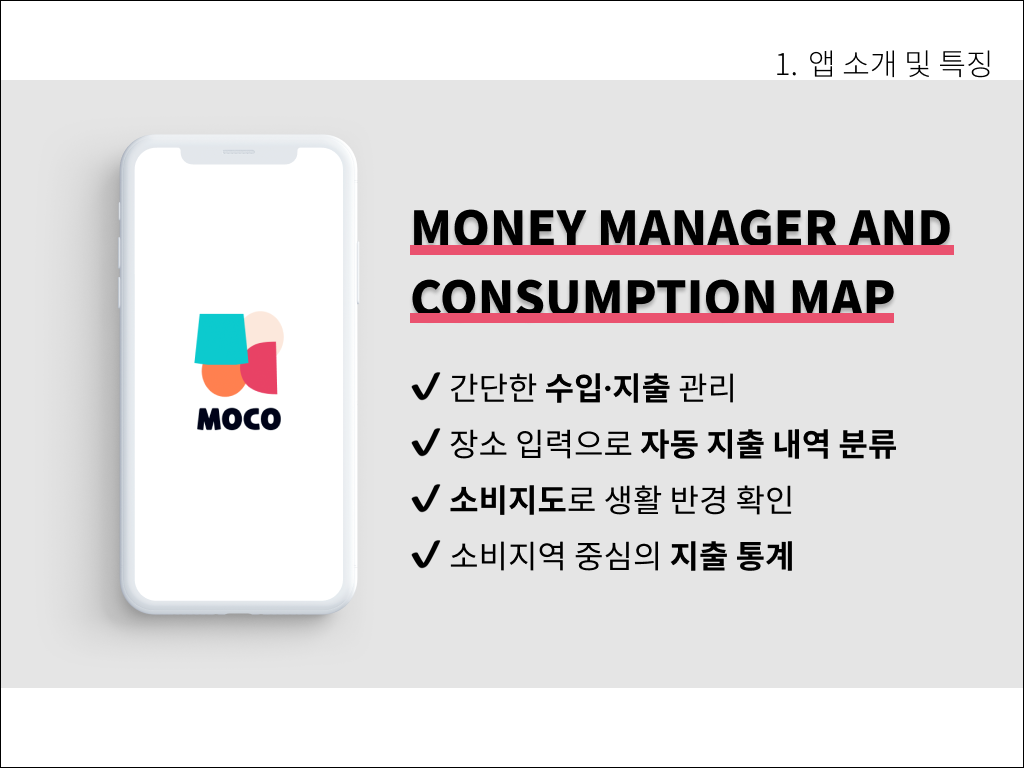 1. 앱 소개 및 특징
MONEY MANAGER AND
CONSUMPTION MAP
✔ 간단한 수입·지출 관리
✔ 장소 입력으로 자동 지출 내역 분류
✔ 소비지도로 생활 반경 확인
✔ 소비지역 중심의 지출 통계
MOCO